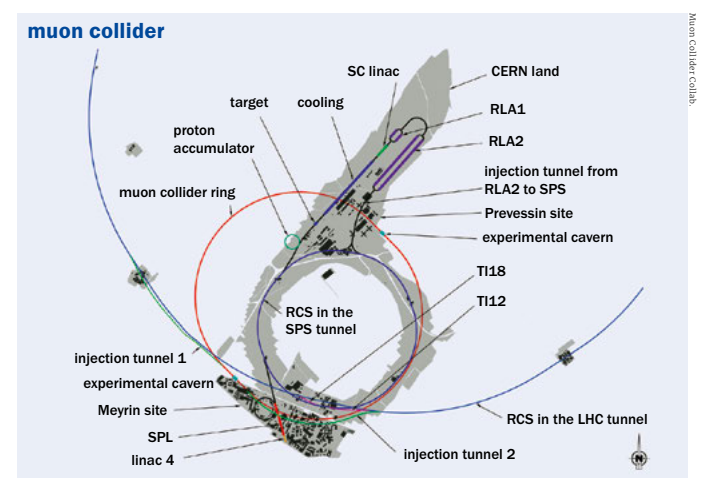 muon collider
Muon Collider Collab.
SC linac
CERN land
target
cooling
RLA1
proton
accumulator
RLA2
injection tunnel from
RLA2 to SPS
muon collider ring
Prevessin site
experimental cavern
TI18
TI12
RCS in the
SPS tunnel
injection tunnel 1
experimental cavern
Meyrin site
RCS in the LHC tunnel
SPL
injection tunnel 2
linac 4
N